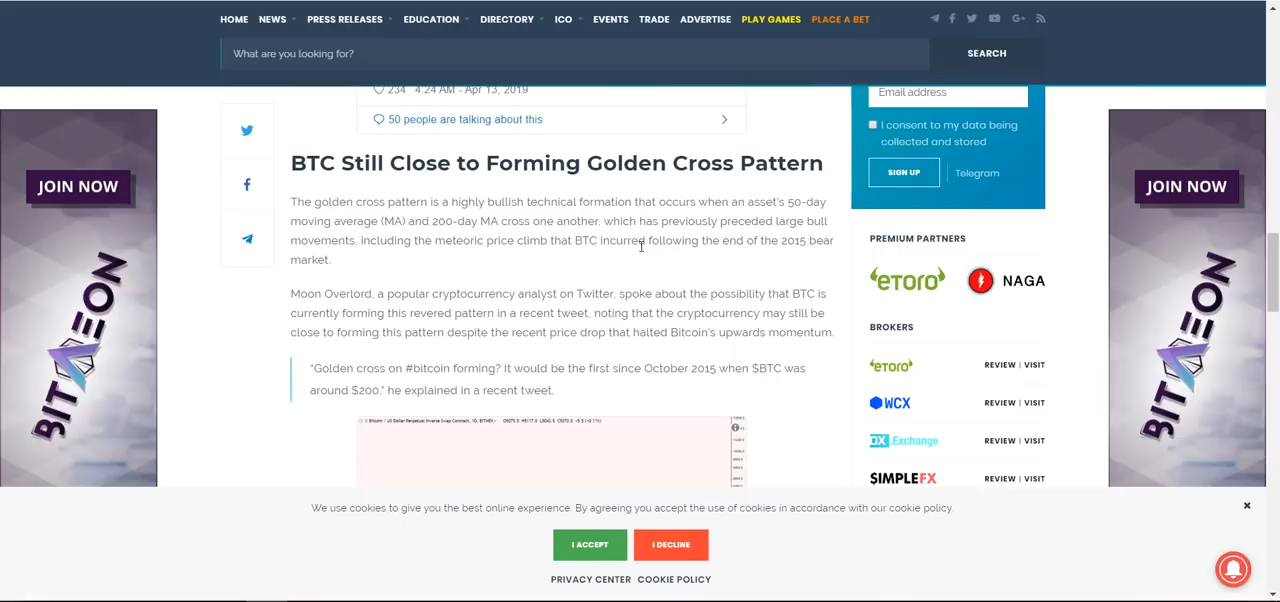 HOME NEWS PRESS RELEASES EDUCATION DIRECTORY ICO EVENTS TRADE ADVERTISE PLAY GAMES PLACE A BET
What are you looking for? SEARCH
JOIN NOW
BITMEON
234 4:24 AM - Apr 13, 2019
50 people are talking about this
BTC Still Close to Forming Golden Cross Pattern
The golden cross pattern is a highly bullish technical formation that occurs when an asset's 50-day
moving average (MA) and 200-day MA cross one another, which has previously preceded large bull
movements, including the meteoric price climb that BTC incurred following the end of the 2015 bear
market.
Moon Overlord, a popular cryptocurrency analyst on Twitter, spoke about the possibility that BTC is
currently forming this revered pattern in a recent tweet, noting that the cryptocurrency may still be
close to forming this pattern despite the recent price drop that halted Bitcoin's upwards momentum.
"Golden cross on #bitcoin forming? It would be the first since October 2015 when $BTC was
around $200," he explained in a recent tweet.
Email address
I consent to my data being
collected and stored
SIGN UP Telegram
PREMIUM PARTNERS
eToro NAGA
BROKERS
eToro REVIEW | VISIT
WCX REVIEW | VISIT
DX.Exchange REVIEW | VISIT
$IMPLEFX REVIEW | VISIT
JOIN NOW
BITMEON
We use cookies to give you the best online experience. By agreeing you accept the use of cookies in accordance with our cookie policy.
I ACCEPT I DECLINE
PRIVACY CENTER COOKIE POLICY